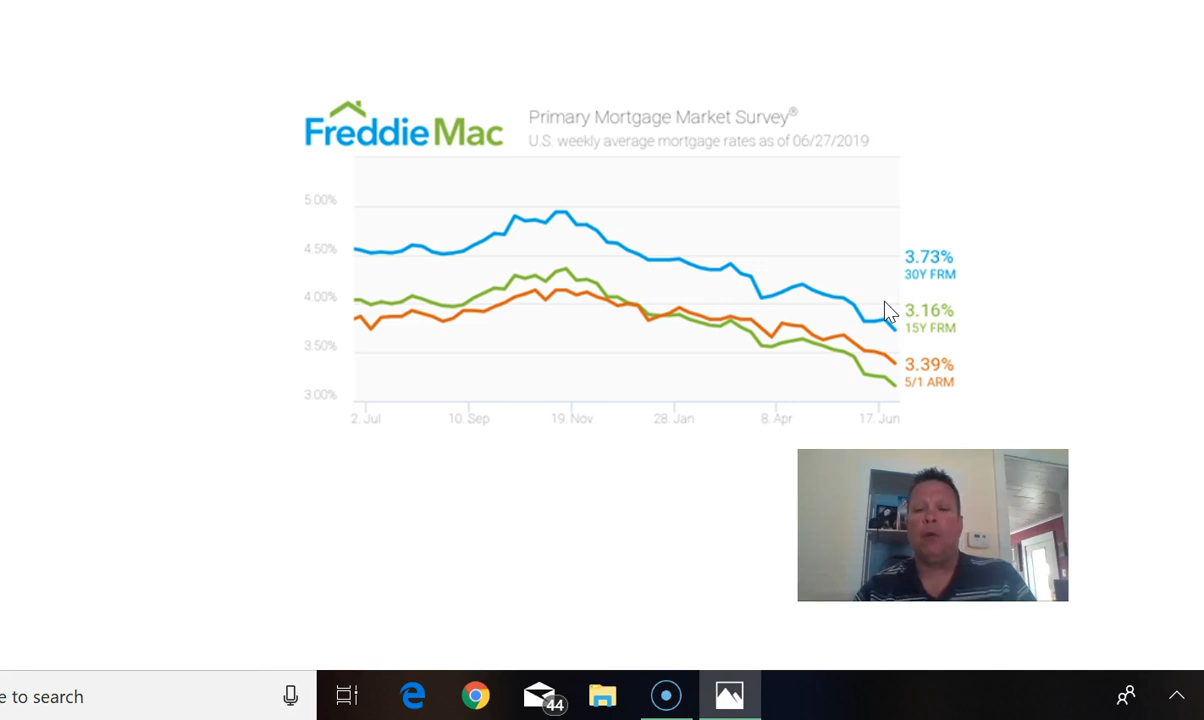 FreddieMac
Primary Mortgage Market Survey®
U.S. weekly average mortgage rates as of 06/27/2019
5.00%
4.50%
4.00%
3.50%
3.00%
3.73%
30Y FRM
3.16%
15Y FRM
3.39%
5/1 ARM
2. Jul
10. Sep
19. Nov
28. Jan
8. Apr
17. Jun
e to search
44